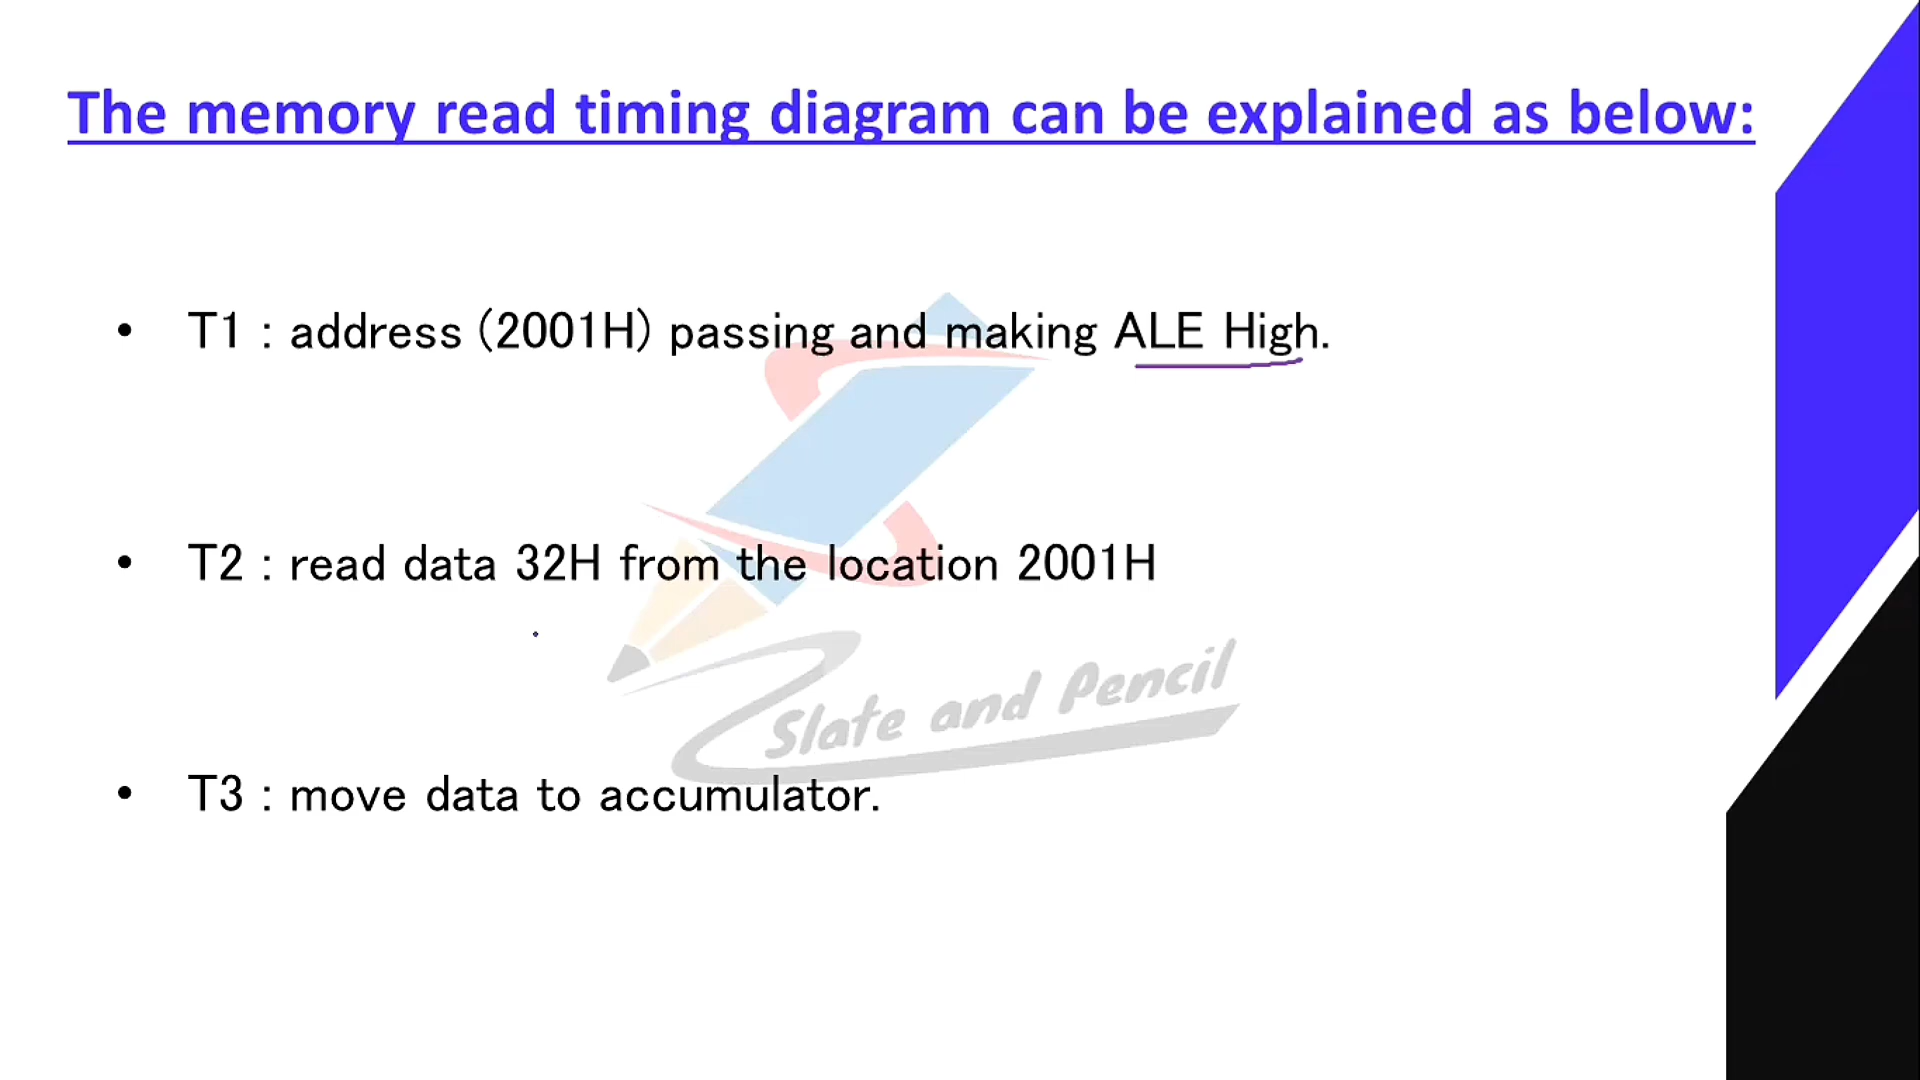 The memory read timing diagram can be explained as below:
• T1 : address (2001H) passing and making ALE High.
• T2 : read data 32H from the location 2001H
Slate and Pencil
• T3 : move data to accumulator.